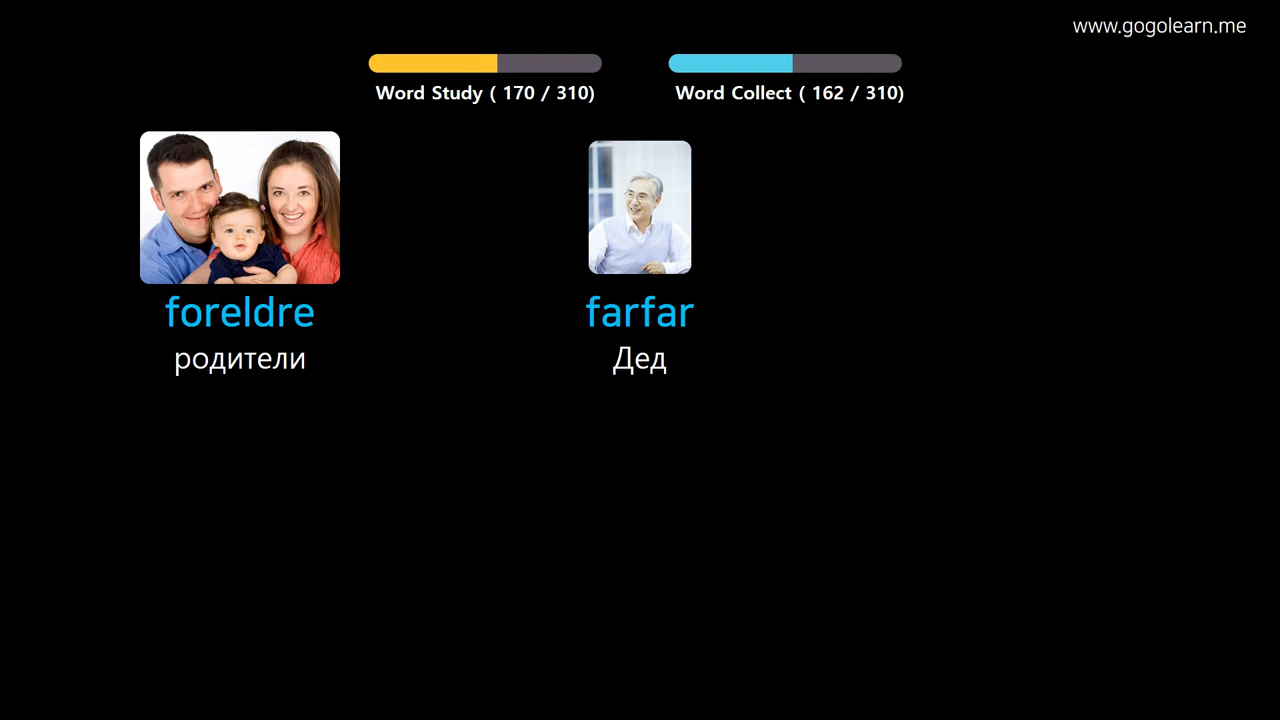 www.gogolearn.me
Word Study ( 170 / 310)
Word Collect ( 162 / 310)
foreldre
родители
farfar
Дед